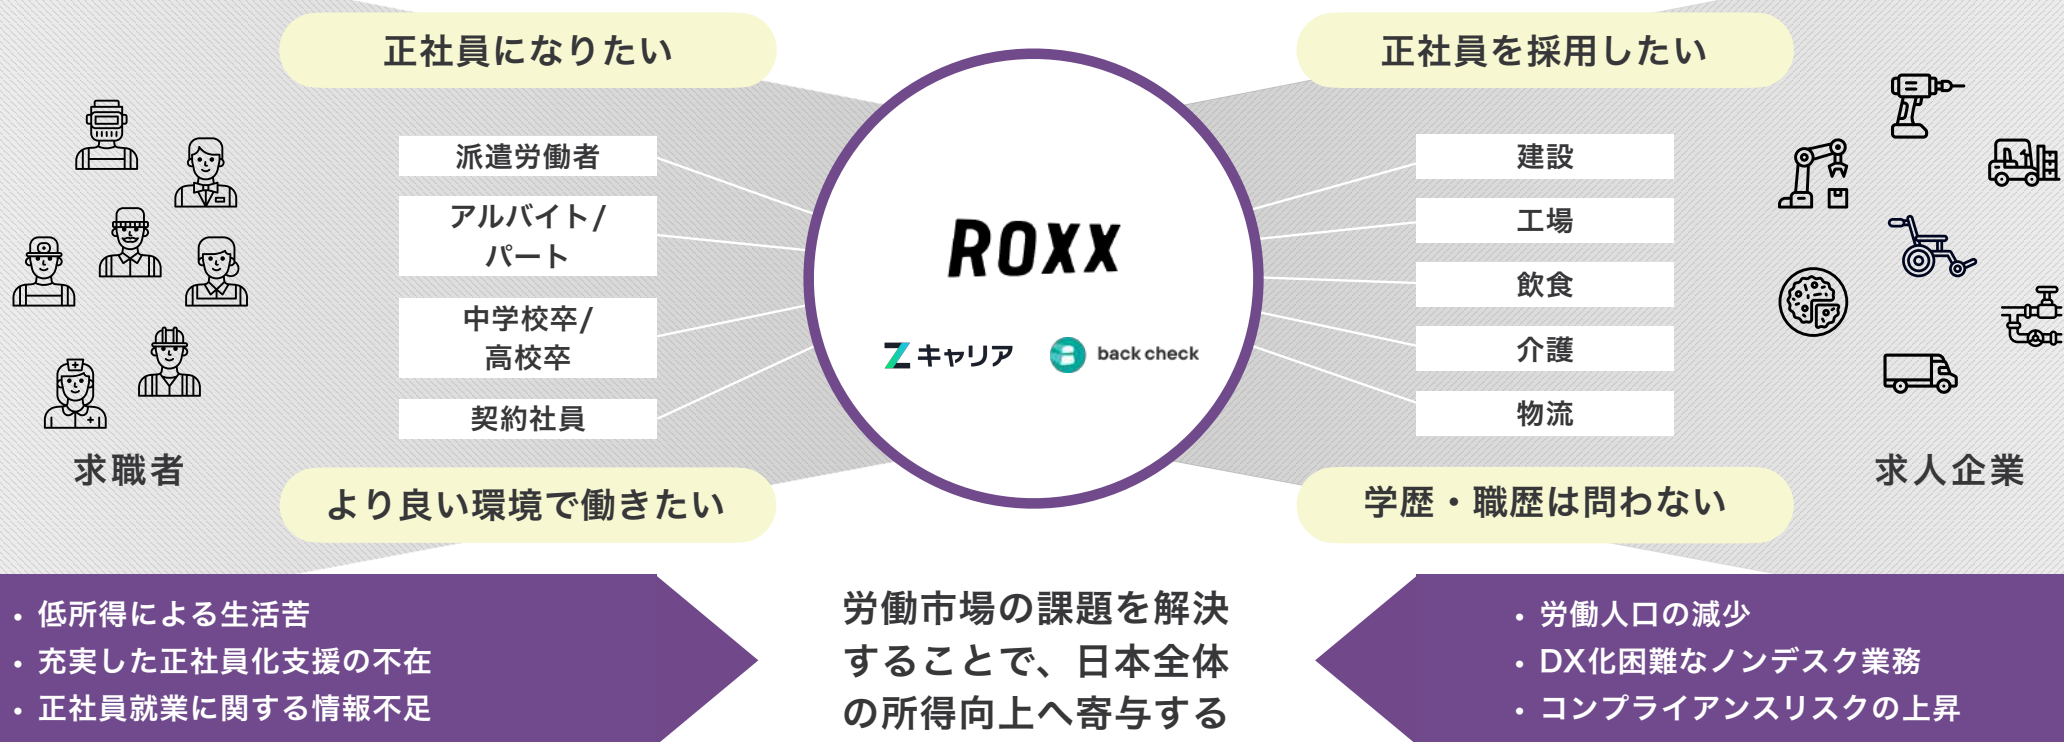 正社員になりたい
派遣労働者
アルバイト/
パート
中学校卒/
高校卒
契約社員
求職者
より良い環境で働きたい
ROXX
Zキャリア
back check
正社員を採用したい
建設
工場
飲食
介護
物流
求人企業
学歴・職歴は問わない
・低所得による生活苦
・充実した正社員化支援の不在
・正社員就業に関する情報不足
労働市場の課題を解決
することで、日本全体
の所得向上へ寄与する
・労働人口の減少
・DX化困難なノンデスク業務
・コンプライアンスリスクの上昇